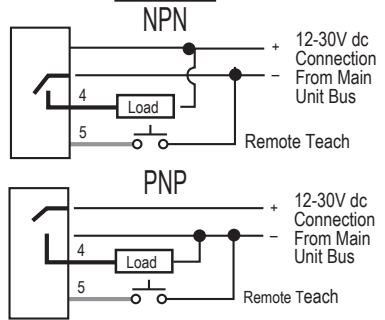 NPN
+
12-30V dc
Connection
–
From Main
Unit Bus
4
Load
5
Remote Teach
PNP
+
12-30V dc
Connection
–
From Main
Unit Bus
4
Load
5
Remote Teach